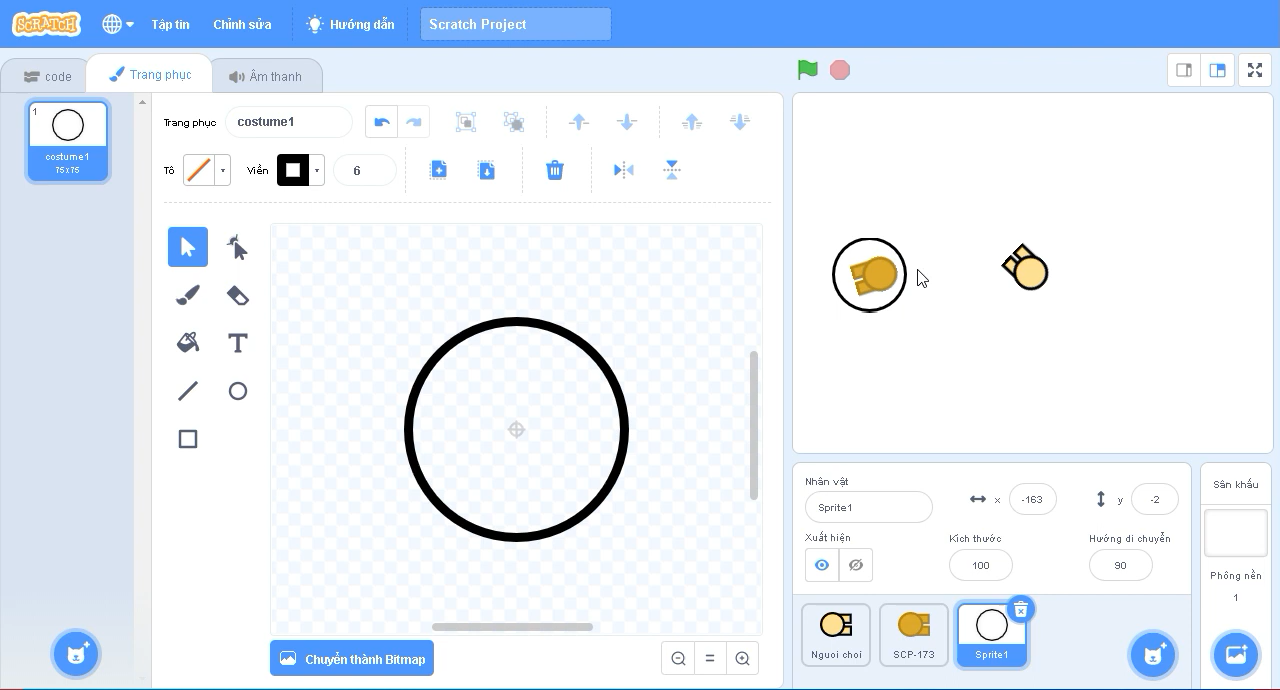 SCRATCH
Tập tin
Chỉnh sửa
Hướng dẫn
Scratch Project
code
Trang phục
Âm thanh
1
costume1
75x75
Trang phục
costume1
Tô
Viền
6
Chuyển thành Bitmap
Nhân vật
Sprite1
x
-163
y
-2
Xuất hiện
Kích thước
100
Hướng di chuyển
90
Nguoi choi
SCP-173
Sprite1
Sân khấu
Phông nền
1